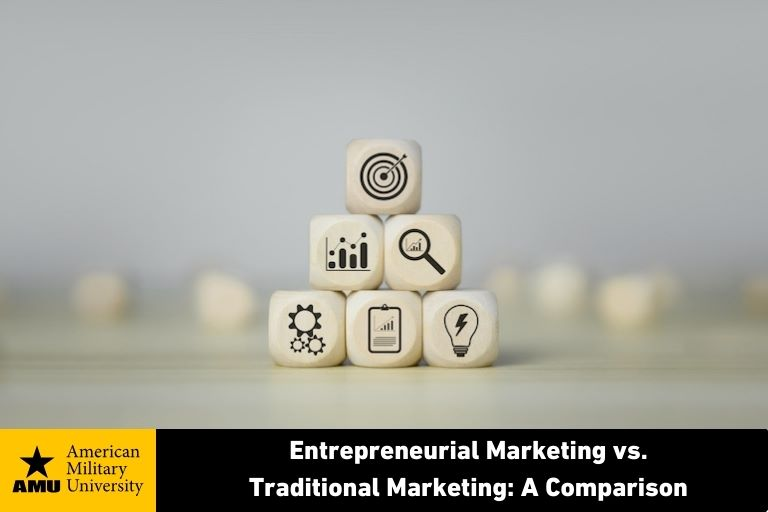 AMU
American
Military
University
Entrepreneurial Marketing vs.
Traditional Marketing: A Comparison